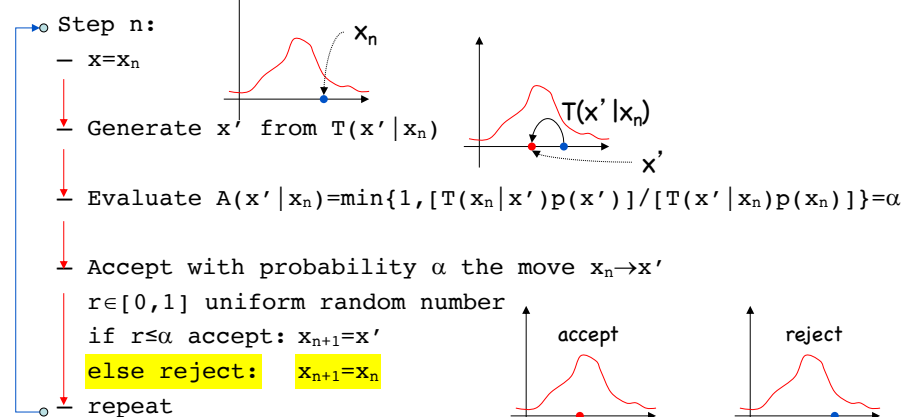 Step n:
— x=xₙ
xₙ
— Generate x′ from T(x′|xₙ)
T(x′|xₙ)
x′
— Evaluate A(x′|xₙ)=min{1,[T(xₙ|x′)p(x′)]/[T(x′|xₙ)p(xₙ)]}=α
— Accept with probability α the move xₙ→x′
r∈[0,1] uniform random number
if r≤α accept: xₙ₊₁=x′
else reject: xₙ₊₁=xₙ
accept
reject
— repeat